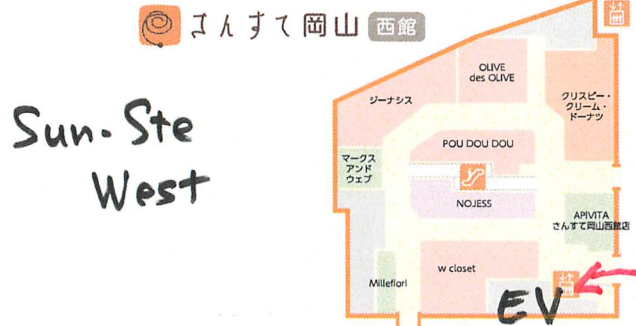 さんすて岡山 西館
Sun-Ste
West
OLIVE
des OLIVE
ジーナシス
クリスピー・
クリーム・
ドーナツ
POU DOU DOU
マークス
アンド
ウェブ
NOJESS
APIVITA
さんすて岡山西館店
w closet
Millefiori
EV